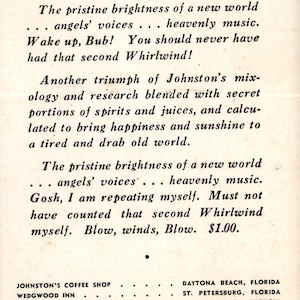 The pristine brightness of a new world
. . . angels' voices . . . heavenly music.
Wake up, Bub! You should never have
had that second Whirlwind!
Another triumph of Johnston's mix-
ology and research blended with secret
portions of spirits and juices, and calcu-
lated to bring happiness and sunshine to
a tired and drab old world.
The pristine brightness of a new world
. . . angels' voices . . . heavenly music.
Gosh, I am repeating myself. Must not
have counted that second Whirlwind
myself. Blow, winds, Blow. $1.00.
JOHNSTON'S COFFEE SHOP . . . . . . DAYTONA BEACH, FLORIDA
WEDGWOOD INN . . . . . . . . ST. PETERSBURG, FLORIDA